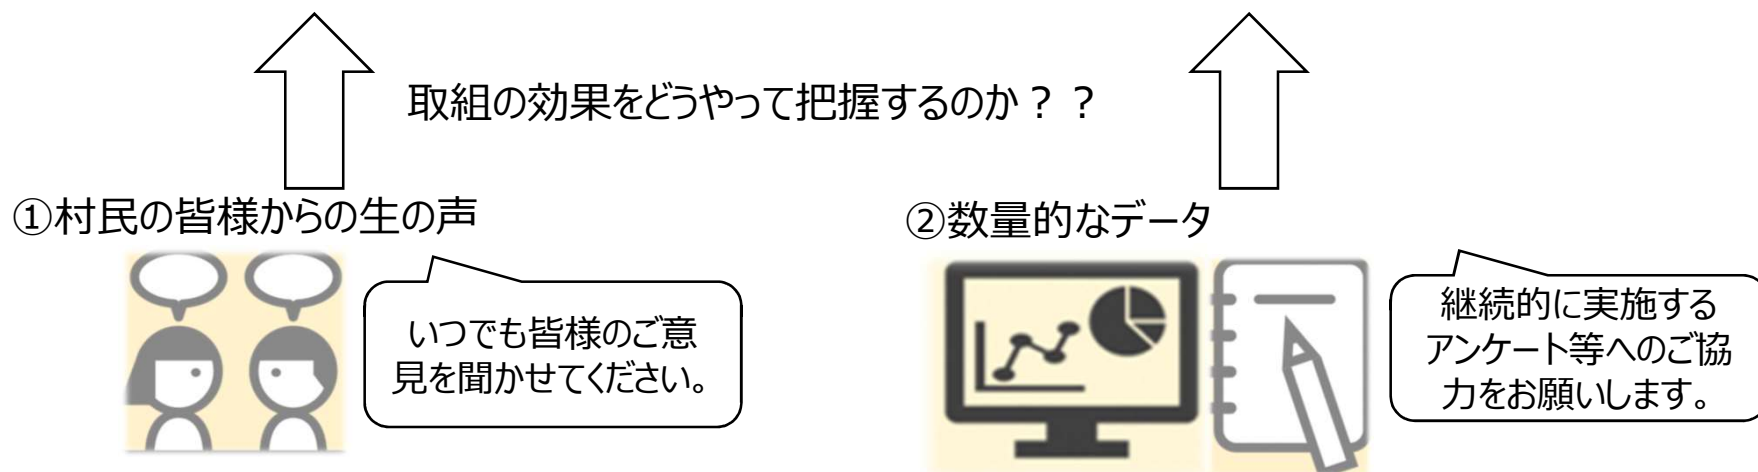 取組の効果をどうやって把握するのか？？
①村民の皆様からの生の声
②数量的なデータ
いつでも皆様のご意
見を聞かせてください。
継続的に実施する
アンケート等へのご協
力をお願いします。